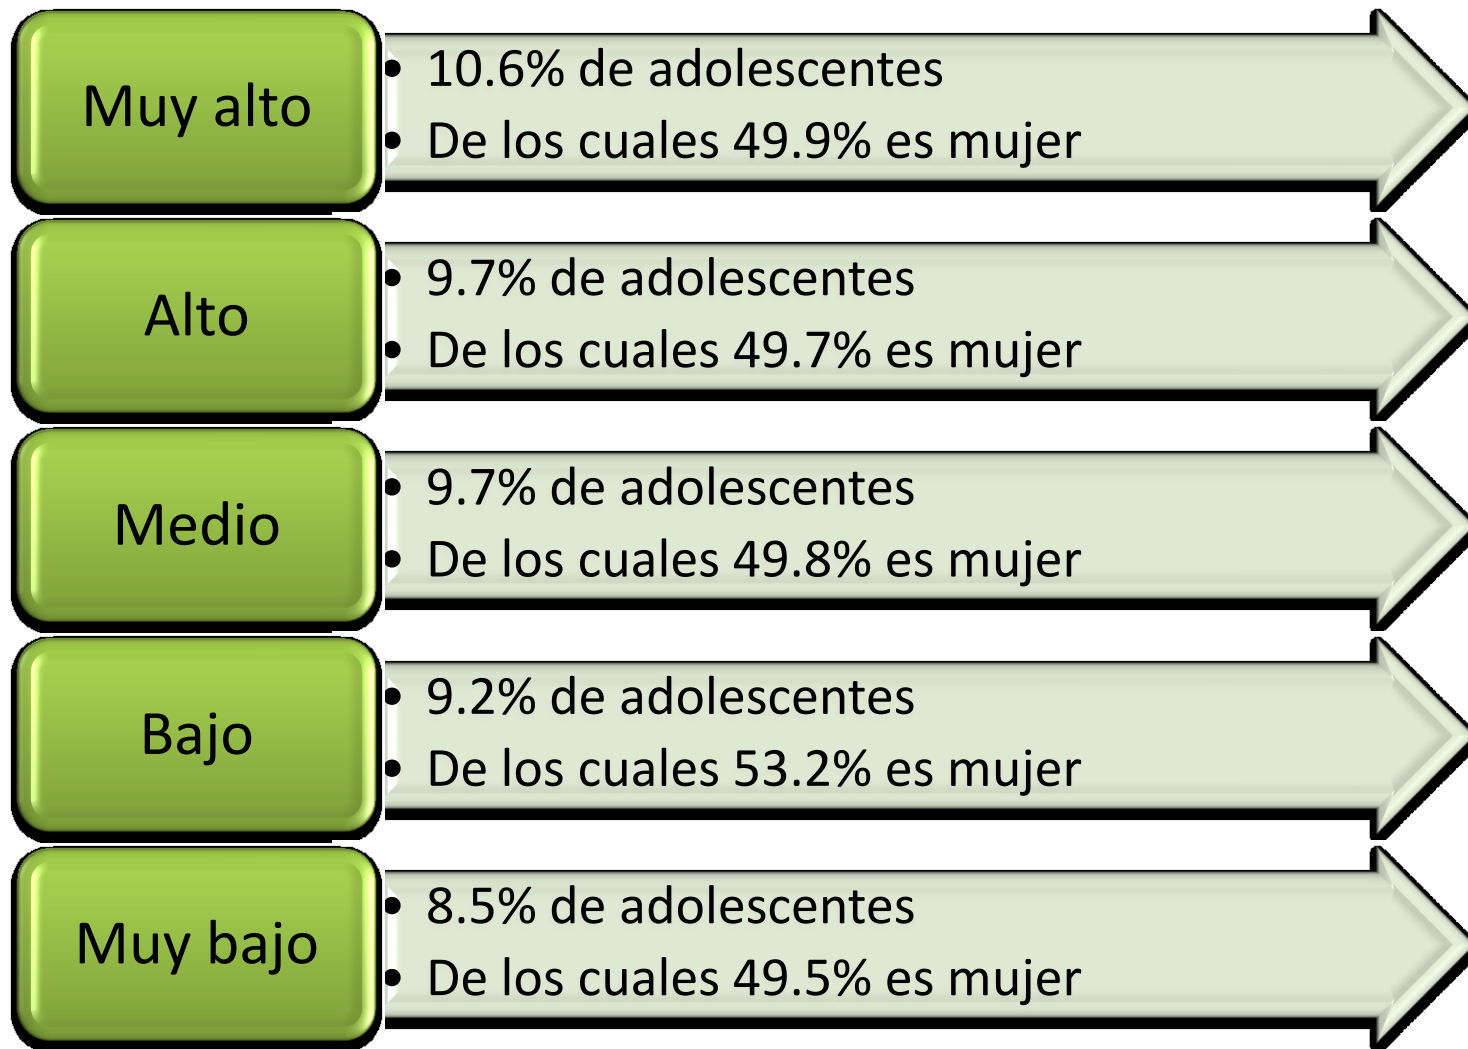 Muy alto
• 10.6% de adolescentes
• De los cuales 49.9% es mujer
Alto
• 9.7% de adolescentes
• De los cuales 49.7% es mujer
Medio
• 9.7% de adolescentes
• De los cuales 49.8% es mujer
Bajo
• 9.2% de adolescentes
• De los cuales 53.2% es mujer
Muy bajo
• 8.5% de adolescentes
• De los cuales 49.5% es mujer